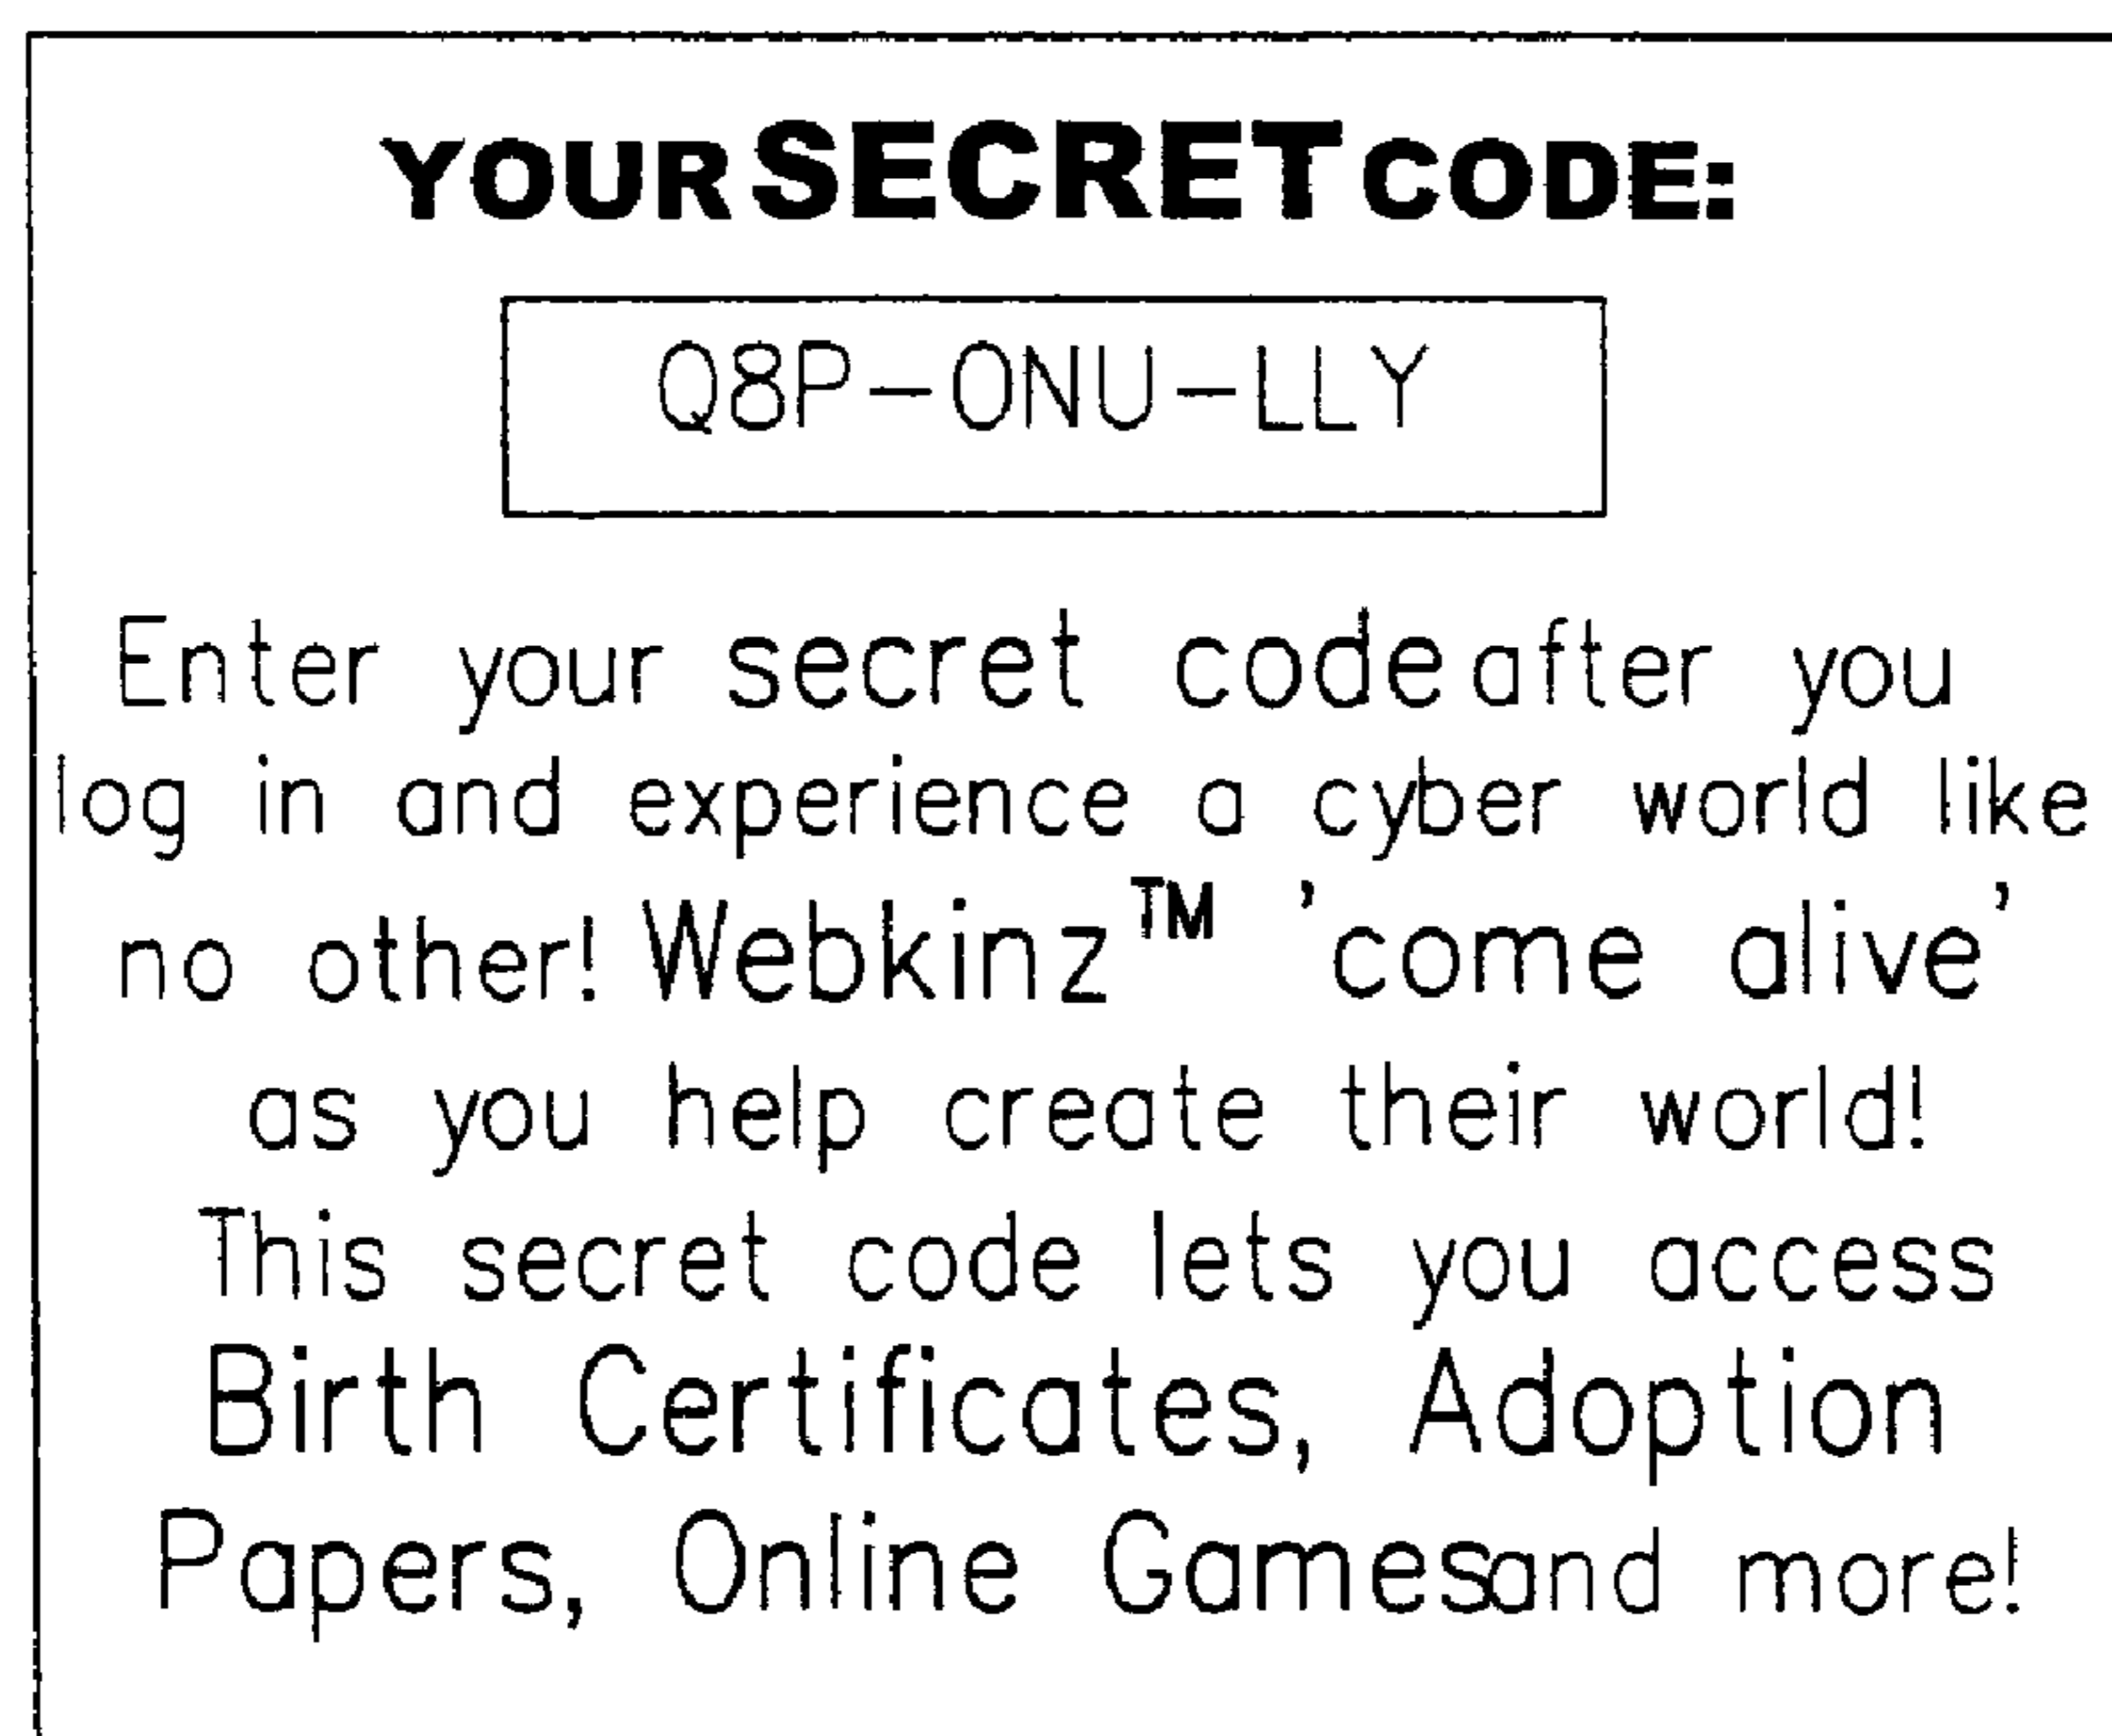 YOUR SECRET CODE:
Q8P-ONU-LLY
Enter your secret code after you
log in and experience a cyber world like
no other! Webkinz™ 'come alive'
as you help create their world!
This secret code lets you access
Birth Certificates, Adoption
Papers, Online Games and more!